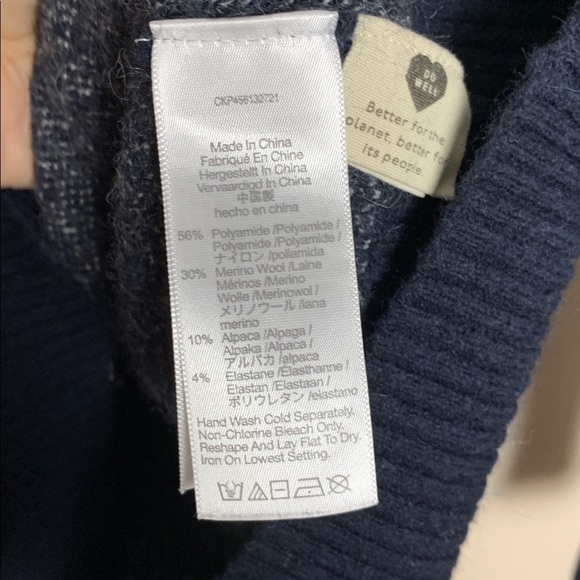 CKP456132721
Made In China
Fabriqué En Chine
Hergestellt In China
Vervaardigd In China
中国製
hecho en china
56% Polyamide /Polyamide/
Polyamide /Polyamide/
ナイロン /poliamida
30% Merino Wool /Laine
Mérinos /Merino
Wolle /Merinowol /
メリノウール /lana
merino
10% Alpaca /Alpaga /
Alpaka /Alpaca/
アルパカ /alpaca
4% Elastane /Elasthanne /
Elastan /Elastaan/
ポリウレタン /elastano
Hand Wash Cold Separately.
Non-Chlorine Bleach Only.
Reshape And Lay Flat To Dry.
Iron On Lowest Setting.
DO
WELL
Better for the
planet, better for
its people